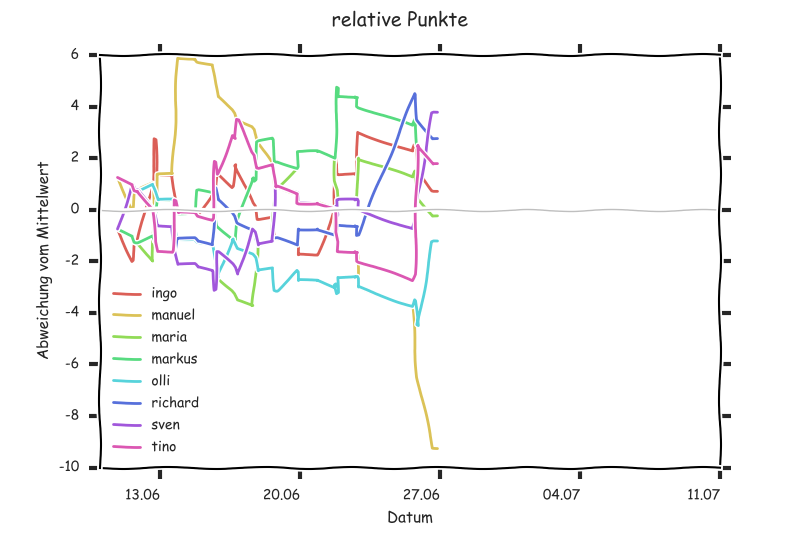 relative Punkte
Abweichung vom Mittelwert
6
4
2
0
-2
-4
-6
-8
-10
ingo
manuel
maria
markus
olli
richard
sven
tino
13.06
20.06
27.06
04.07
11.07
Datum